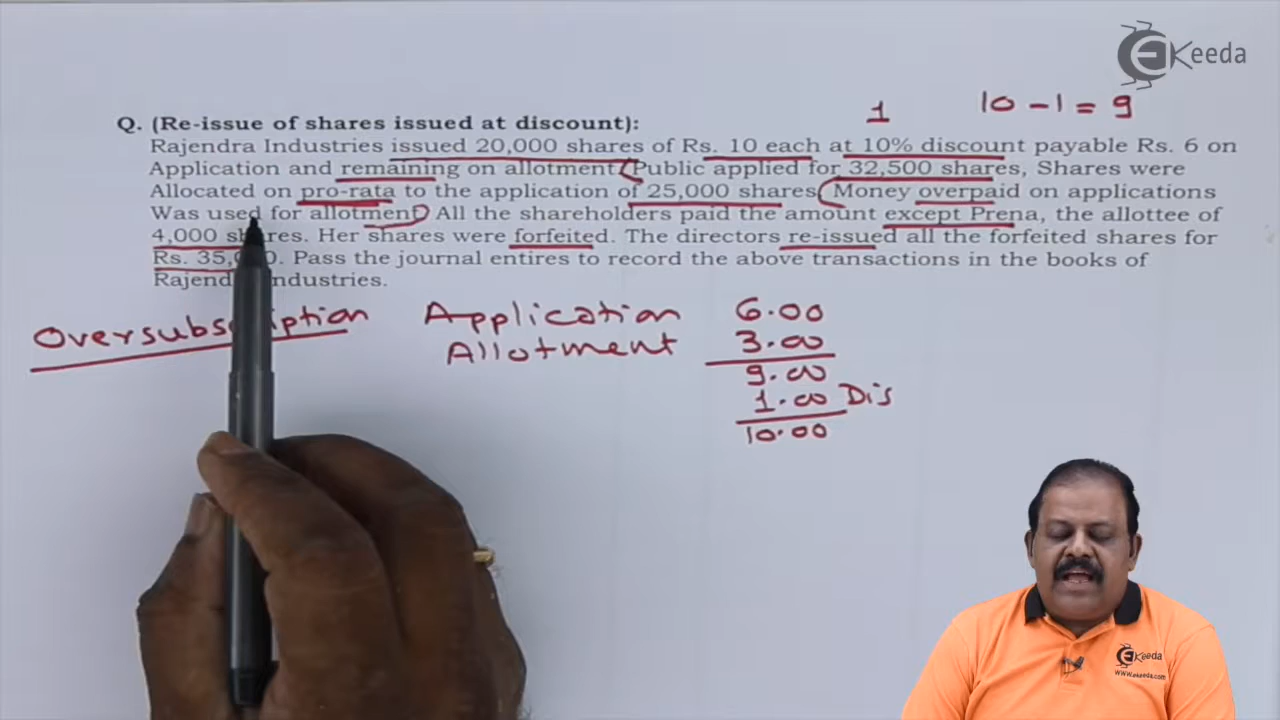 Keeda
1 10 - 1 = 9
Q. (Re-issue of shares issued at discount):
Rajendra Industries issued 20,000 shares of Rs. 10 each at 10% discount payable Rs. 6 on
Application and remaining on allotment. Public applied for 32,500 shares, Shares were
Allocated on pro-rata to the application of 25,000 shares. Money overpaid on applications
Was used for allotment. All the shareholders paid the amount except Prena, the allottee of
4,000 shares. Her shares were forfeited. The directors re-issued all the forfeited shares for
Rs. 35, Pass the journal entires to record the above transactions in the books of
Industries.
Oversubscription Application 6.00
Allotment 3.00
9.00
1.00 Dis
10.00
Keeda
www.ekeeda.com